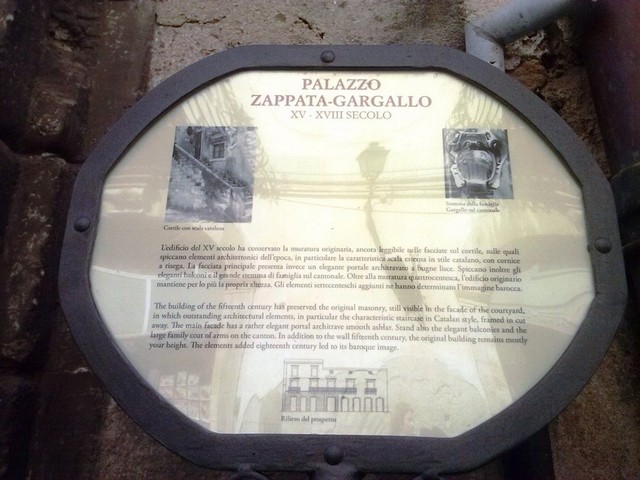 PALAZZO
ZAPPATA-GARGALLO
XV - XVIII SECOLO
Cortile con scala catalana
Stemma della famiglia
Gargallo sul cantonale
L'edificio del XV secolo ha conservato la muratura originaria, ancora leggibile nelle facciate sul cortile, sulle quali
spiccano elementi architettonici dell'epoca, in particolare la caratteristica scala esterna in stile catalano, con cornice
a risega. La facciata principale presenta invece un elegante portale architravato a bugne lisce. Spiccano inoltre gli
eleganti balconi e il grande stemma di famiglia sul cantonale. Oltre alla muratura quattrocentesca, l'edificio originario
mantiene per lo più la propria altezza. Gli elementi settecenteschi aggiunti ne hanno determinato l'immagine barocca.
The building of the fifteenth century has preserved the original masonry, still visible in the facade of the courtyard,
in which outstanding architectural elements, in particular the characteristic staircase in Catalan style, framed in cut
away. The main facade has a rather elegant portal architrave smooth ashlar. Stand also the elegant balconies and the
large family coat of arms on the canton. In addition to the wall fifteenth century, the original building remains mostly
your height. The elements added eighteenth century led to its baroque image.
Rilievo del prospetto